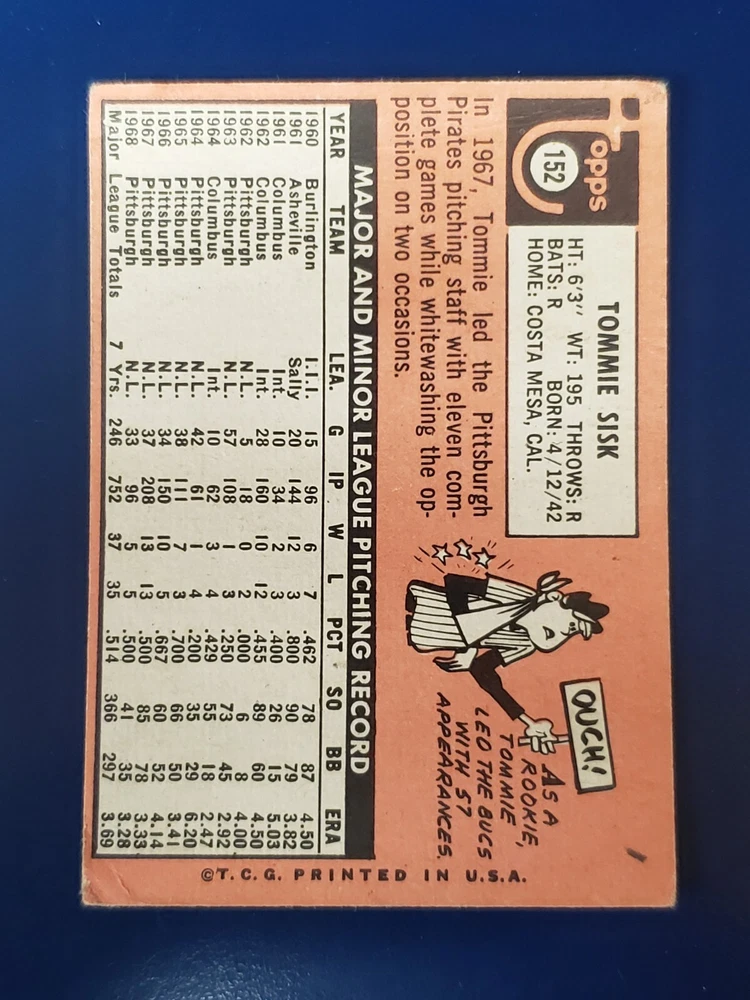 Topps
152
TOMMIE SISK
HT: 6'3" WT: 195 THROWS: R
BATS: R BORN: 4/12/42
HOME: COSTA MESA, CAL.
In 1967, Tommie led the Pittsburgh
Pirates pitching staff with eleven com-
plete games while whitewashing the op-
position on two occasions.
OUCH!
AS A
ROOKIE,
TOMMIE
LED THE BUCS
WITH 57
APPEARANCES.
MAJOR AND MINOR LEAGUE PITCHING RECORD
YEAR TEAM LEA. G IP W L PCT SO BB ERA
1960 Burlington I.I.I. 15 96 6 7 .462 78 87 4.50
1961 Asheville Sally 20 144 12 3 .800 90 79 3.82
1961 Columbus Int. 10 34 2 3 .400 26 15 5.03
1962 Columbus Int. 28 160 10 12 .455 89 60 4.50
1962 Pittsburgh N.L. 5 18 0 2 .000 6 8 4.00
1963 Pittsburgh N.L. 57 108 1 3 .250 73 45 2.92
1964 Columbus Int. 10 62 3 4 .429 55 18 2.47
1964 Pittsburgh N.L. 42 61 1 4 .200 35 29 6.20
1965 Pittsburgh N.L. 38 111 7 3 .700 66 50 3.41
1966 Pittsburgh N.L. 34 150 10 5 .667 60 52 4.14
1967 Pittsburgh N.L. 37 208 13 13 .500 85 78 3.33
1968 Pittsburgh N.L. 33 96 5 5 .500 41 35 3.28
Major League Totals 7 Yrs. 246 752 37 35 .514 366 297 3.69
©T.C.G. PRINTED IN U.S.A.